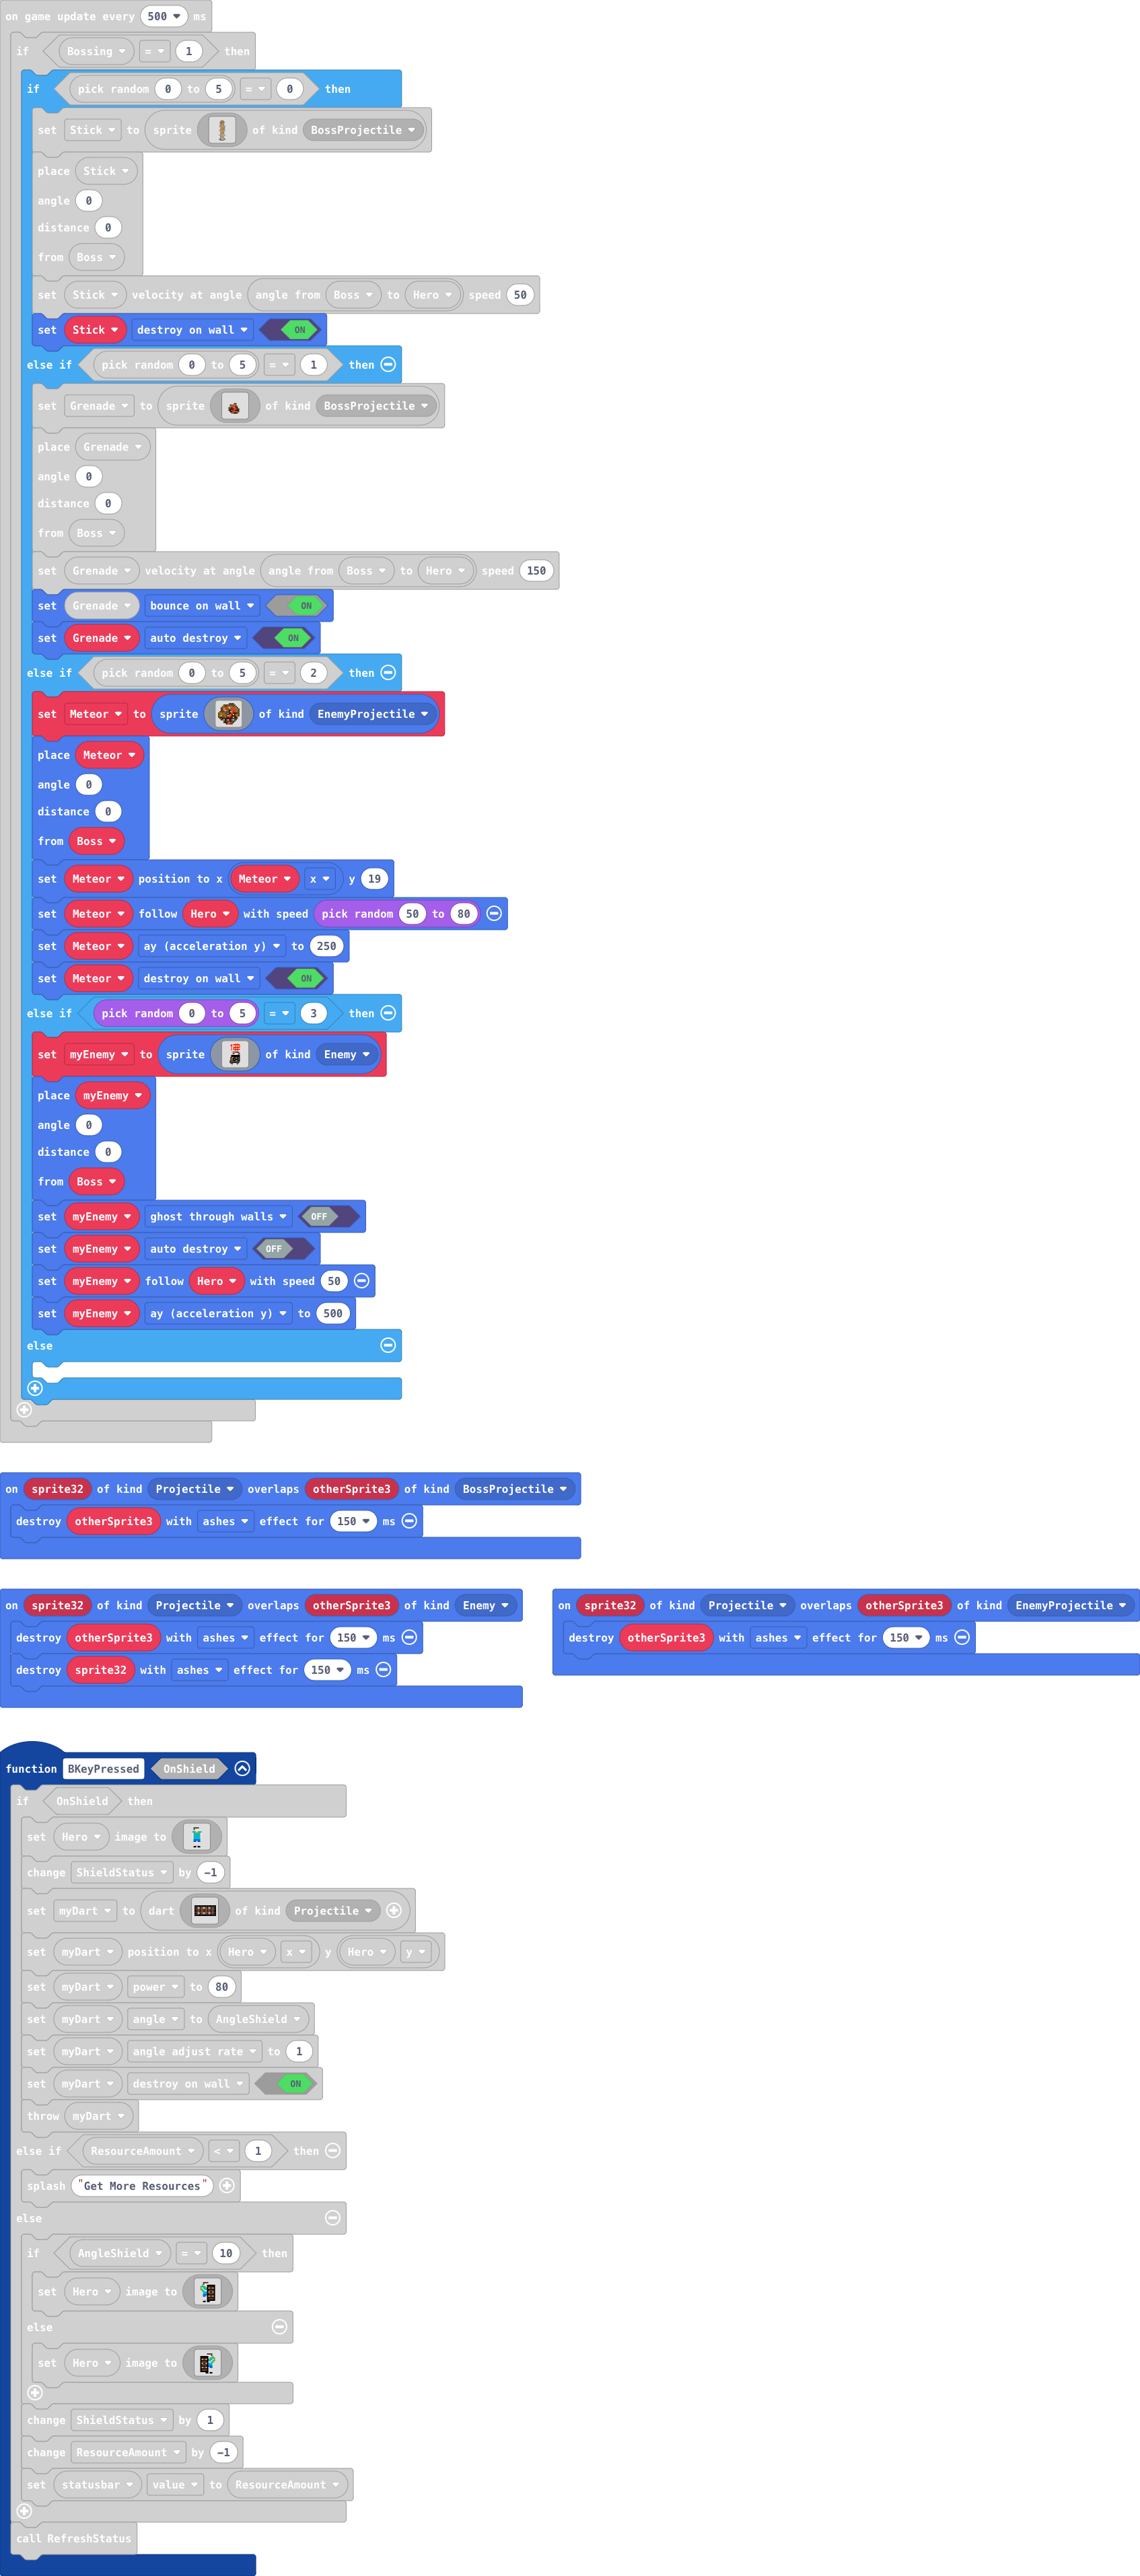 on game update every 500 ms
if Bossing = 1 then
if pick random 0 to 5 = 0 then
set Stick to sprite of kind BossProjectile
place Stick
angle 0
distance 0
from Boss
set Stick velocity at angle angle from Boss to Hero speed 50
set Stick destroy on wall ON
else if pick random 0 to 5 = 1 then
set Grenade to sprite of kind BossProjectile
place Grenade
angle 0
distance 0
from Boss
set Grenade velocity at angle angle from Boss to Hero speed 150
set Grenade bounce on wall ON
set Grenade auto destroy ON
else if pick random 0 to 5 = 2 then
set Meteor to sprite of kind EnemyProjectile
place Meteor
angle 0
distance 0
from Boss
set Meteor position to x Meteor x y 19
set Meteor follow Hero with speed pick random 50 to 80
set Meteor ay (acceleration y) to 250
set Meteor destroy on wall ON
else if pick random 0 to 5 = 3 then
set myEnemy to sprite of kind Enemy
place myEnemy
angle 0
distance 0
from Boss
set myEnemy ghost through walls OFF
set myEnemy auto destroy OFF
set myEnemy follow Hero with speed 50
set myEnemy ay (acceleration y) to 500
else
on sprite32 of kind Projectile overlaps otherSprite3 of kind BossProjectile
destroy otherSprite3 with ashes effect for 150 ms
on sprite32 of kind Projectile overlaps otherSprite3 of kind Enemy
destroy otherSprite3 with ashes effect for 150 ms
destroy sprite32 with ashes effect for 150 ms
on sprite32 of kind Projectile overlaps otherSprite3 of kind EnemyProjectile
destroy otherSprite3 with ashes effect for 150 ms
function BKeyPressed OnShield
if OnShield then
set Hero image to
change ShieldStatus by -1
set myDart to dart of kind Projectile
set myDart position to x Hero x y Hero y
set myDart power to 80
set myDart angle to AngleShield
set myDart angle adjust rate to 1
set myDart destroy on wall ON
throw myDart
else if ResourceAmount < 1 then
splash "Get More Resources"
else
if AngleShield = 10 then
set Hero image to
else
set Hero image to
change ShieldStatus by 1
change ResourceAmount by -1
set statusbar value to ResourceAmount
call RefreshStatus